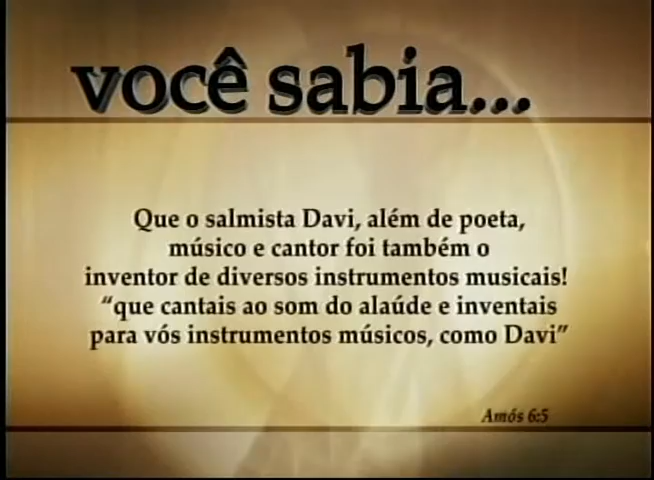 você sabia...
Que o salmista Davi, além de poeta,
músico e cantor foi também o
inventor de diversos instrumentos musicais!
“que cantais ao som do alaúde e inventais
para vós instrumentos músicos, como Davi”
Amós 6:5